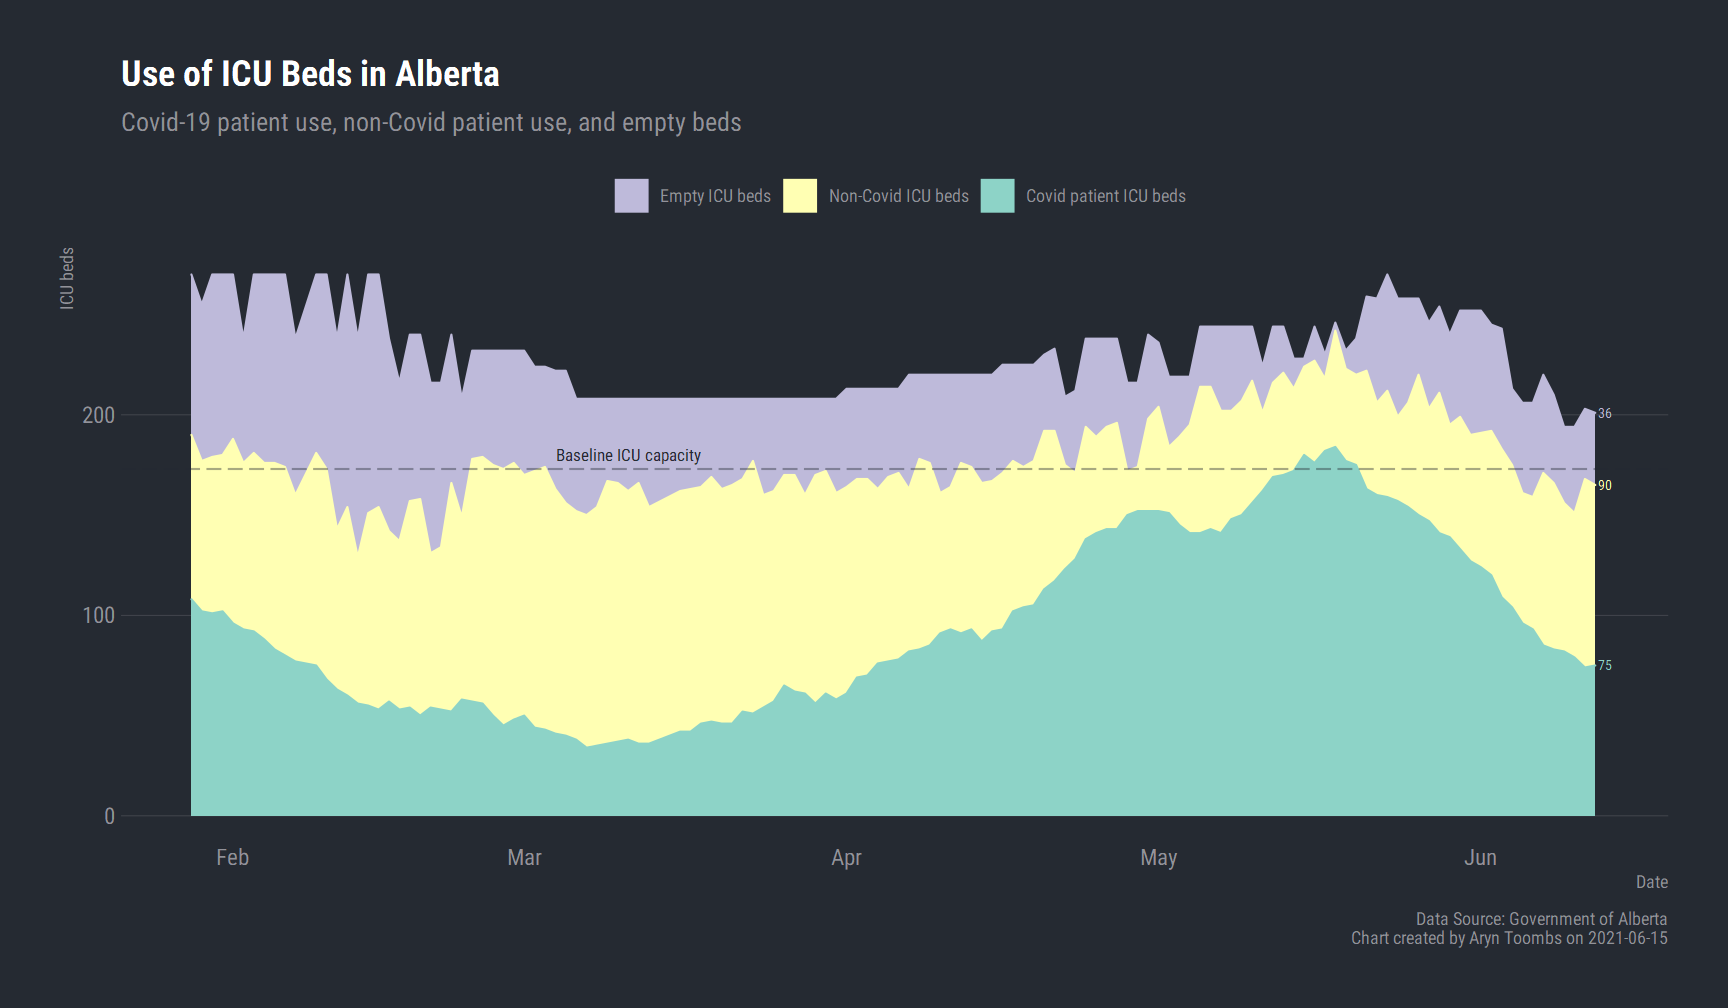 Use of ICU Beds in Alberta
Covid-19 patient use, non-Covid patient use, and empty beds
Empty ICU beds
Non-Covid ICU beds
Covid patient ICU beds
ICU beds
200
100
0
Baseline ICU capacity
36
90
75
Feb
Mar
Apr
May
Jun
Date
Data Source: Government of Alberta
Chart created by Aryn Toombs on 2021-06-15